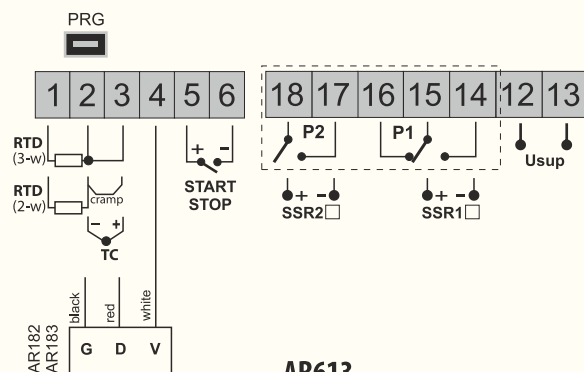 PRG
1 2 3 4 5 6 18 17 16 15 14 12 13
RTD
(3-w)
+ -
P2
P1
Usup
RTD
(2-w)
cramp
START
STOP
+ -
SSR2
+ -
SSR1
- +
TC
black
red
white
AR182
AR183
G D V
AR613